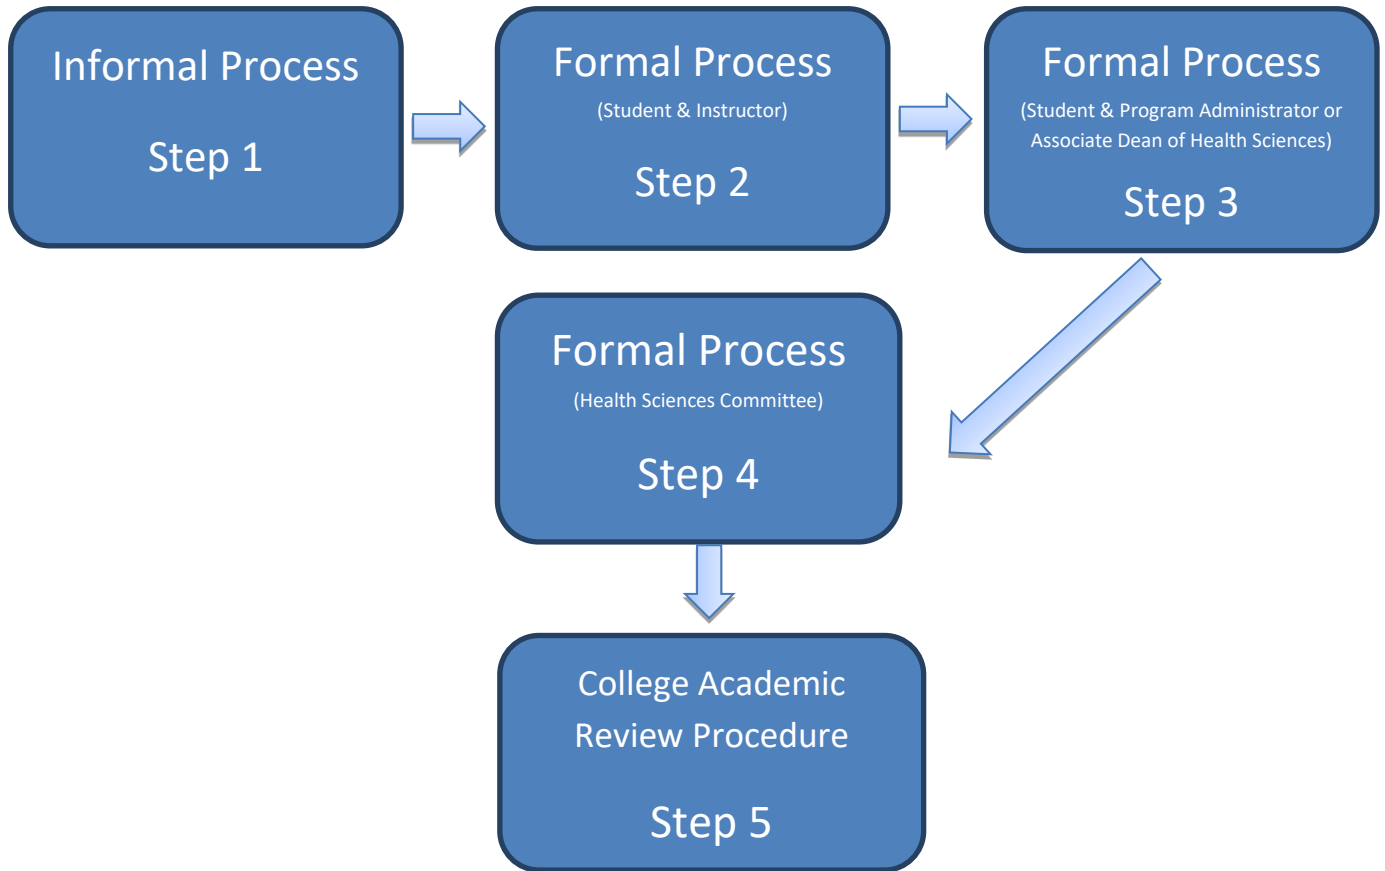 Informal Process
Step 1
Formal Process
(Student & Instructor)
Step 2
Formal Process
(Student & Program Administrator or
Associate Dean of Health Sciences)
Step 3
Formal Process
(Health Sciences Committee)
Step 4
College Academic
Review Procedure
Step 5